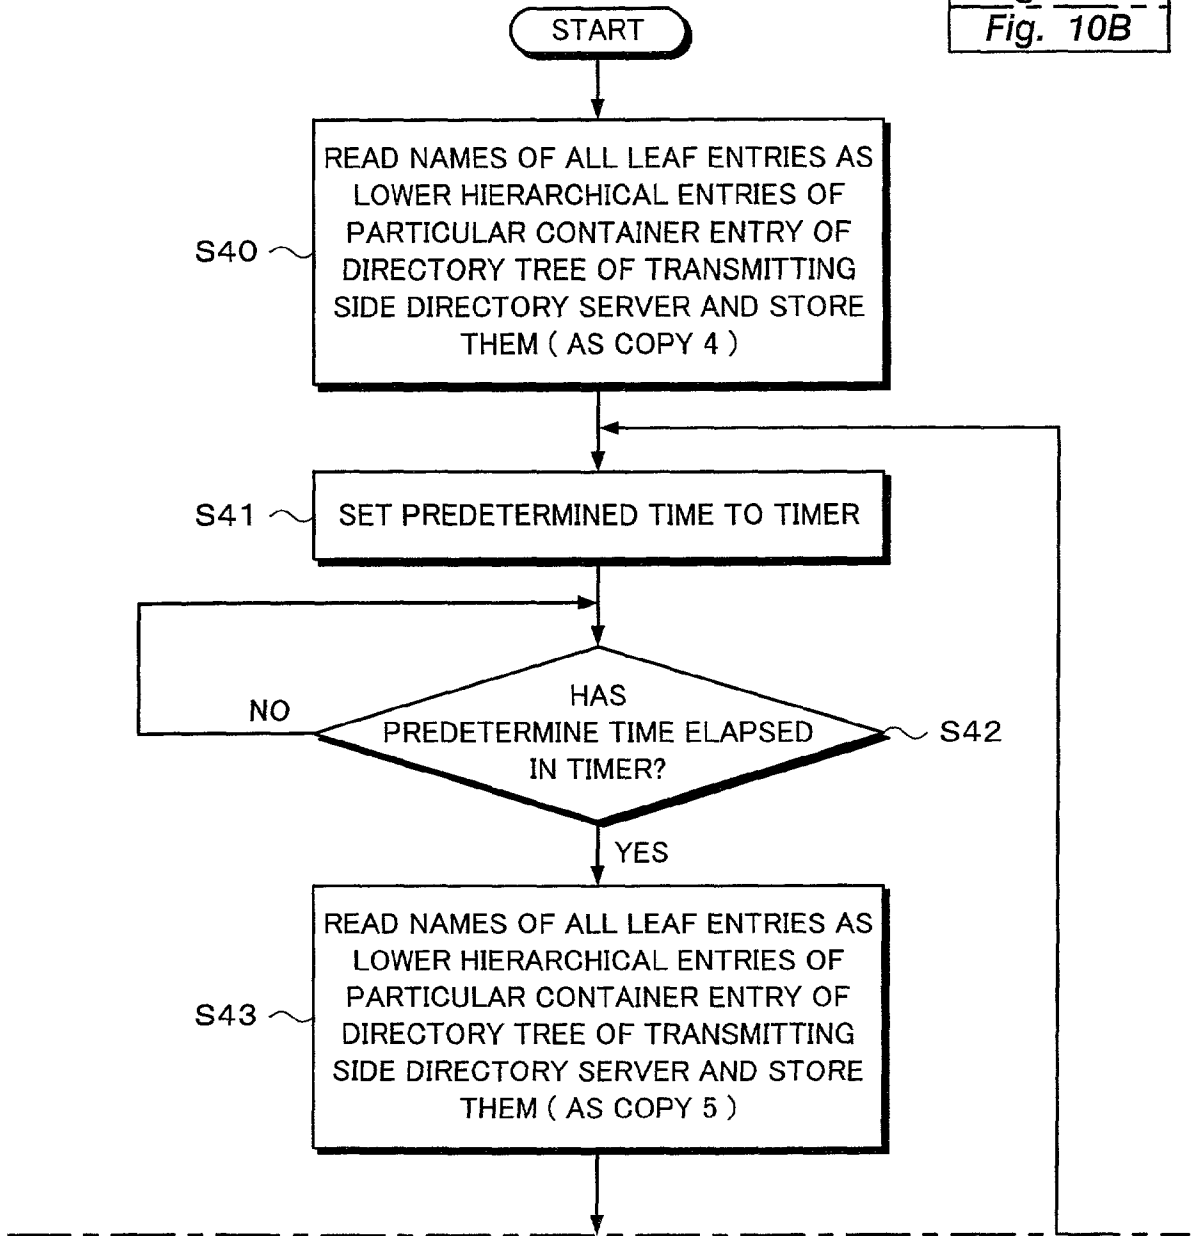 START
Fig. 10B
READ NAMES OF ALL LEAF ENTRIES AS
LOWER HIERARCHICAL ENTRIES OF
PARTICULAR CONTAINER ENTRY OF
DIRECTORY TREE OF TRANSMITTING
SIDE DIRECTORY SERVER AND STORE
THEM ( AS COPY 4 )
S40
S41
SET PREDETERMINED TIME TO TIMER
NO
HAS
PREDETERMINE TIME ELAPSED
IN TIMER?
S42
YES
READ NAMES OF ALL LEAF ENTRIES AS
LOWER HIERARCHICAL ENTRIES OF
PARTICULAR CONTAINER ENTRY OF
DIRECTORY TREE OF TRANSMITTING
SIDE DIRECTORY SERVER AND STORE
THEM ( AS COPY 5 )
S43